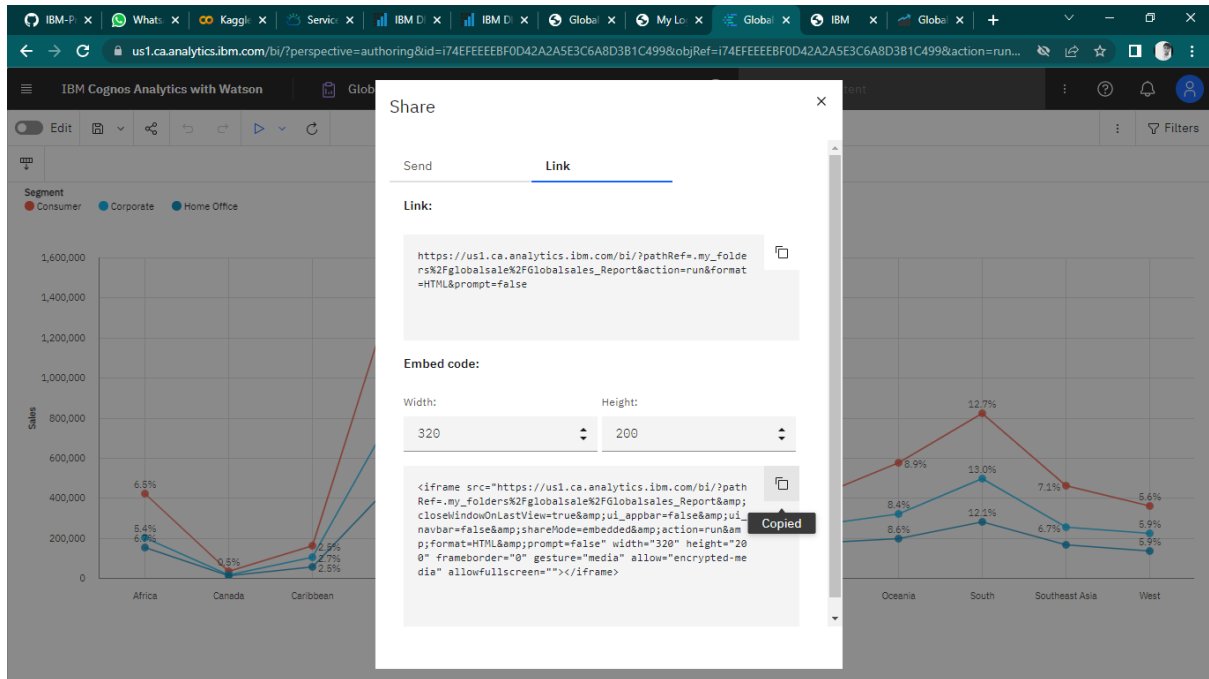 IBM-P
Whats
Kaggle
Service
IBM D
IBM D
Global
My Lo
Global
IBM
Global
us1.ca.analytics.ibm.com/bi/?perspective=authoring&id=i74EFEEEEBF0D42A2A5E3C6A8D3B1C499&objRef=i74EFEEEEBF0D42A2A5E3C6A8D3B1C499&action=run...
IBM Cognos Analytics with Watson
Glob
tent
Share
Edit
Filters
Send
Link
Segment
Consumer
Corporate
Home Office
Link:
https://us1.ca.analytics.ibm.com/bi/?pathRef=.my_folde
rs%2Fglobalsale%2FGlobalsales_Report&action=run&format
=HTML&prompt=false
Embed code:
Width:
Height:
320
200
<iframe src="https://us1.ca.analytics.ibm.com/bi/?path
Ref=.my_folders%2Fglobalsale%2FGlobalsales_Report&amp;
closeWindowOnLastView=true&amp;ui_appbar=false&amp;ui_
navbar=false&amp;shareMode=embedded&amp;action=run&am
p;format=HTML&amp;prompt=false" width="320" height="20
0" frameborder="0" gesture="media" allow="encrypted-me
dia" allowfullscreen=""></iframe>
Copied
Sales
1,600,000
1,400,000
1,200,000
1,000,000
800,000
600,000
400,000
200,000
0
6.5%
5.4%
6.0%
0.5%
2.5%
2.7%
2.5%
8.9%
8.4%
8.6%
12.7%
13.0%
12.1%
7.1%
6.7%
5.6%
5.9%
5.9%
Africa
Canada
Caribbean
Oceania
South
Southeast Asia
West